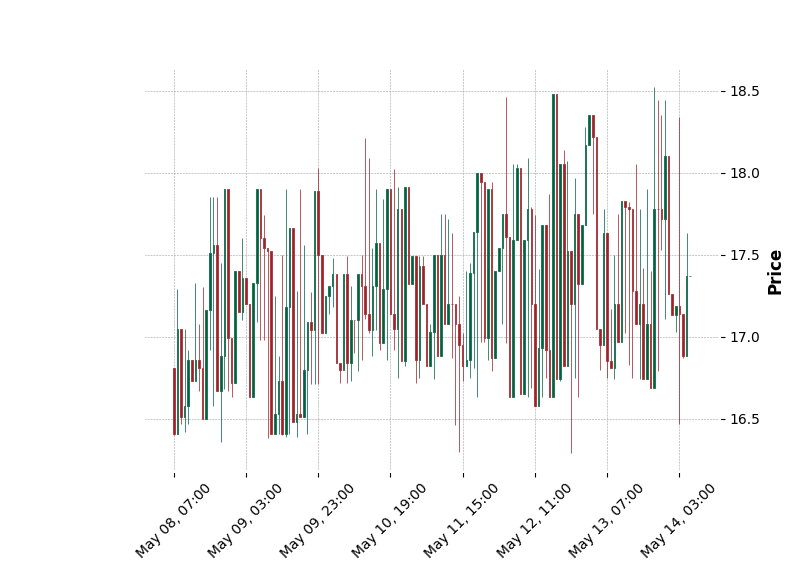 18.5
18.0
17.5
17.0
16.5
Price
May 08, 07:00
May 09, 03:00
May 09, 23:00
May 10, 19:00
May 11, 15:00
May 12, 11:00
May 13, 07:00
May 14, 03:00